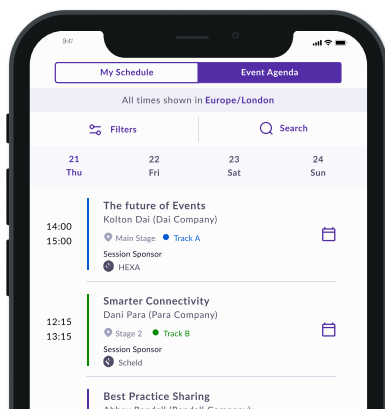 9:47
My Schedule
Event Agenda
All times shown in Europe/London
Filters
Search
21 22 23 24
Thu Fri Sat Sun
The future of Events
Kolton Dai (Dai Company)
14:00
15:00
Main Stage Track A
Session Sponsor
HEXA
Smarter Connectivity
Dani Para (Para Company)
12:15
13:15
Stage 2 Track B
Session Sponsor
Scheld
Best Practice Sharing